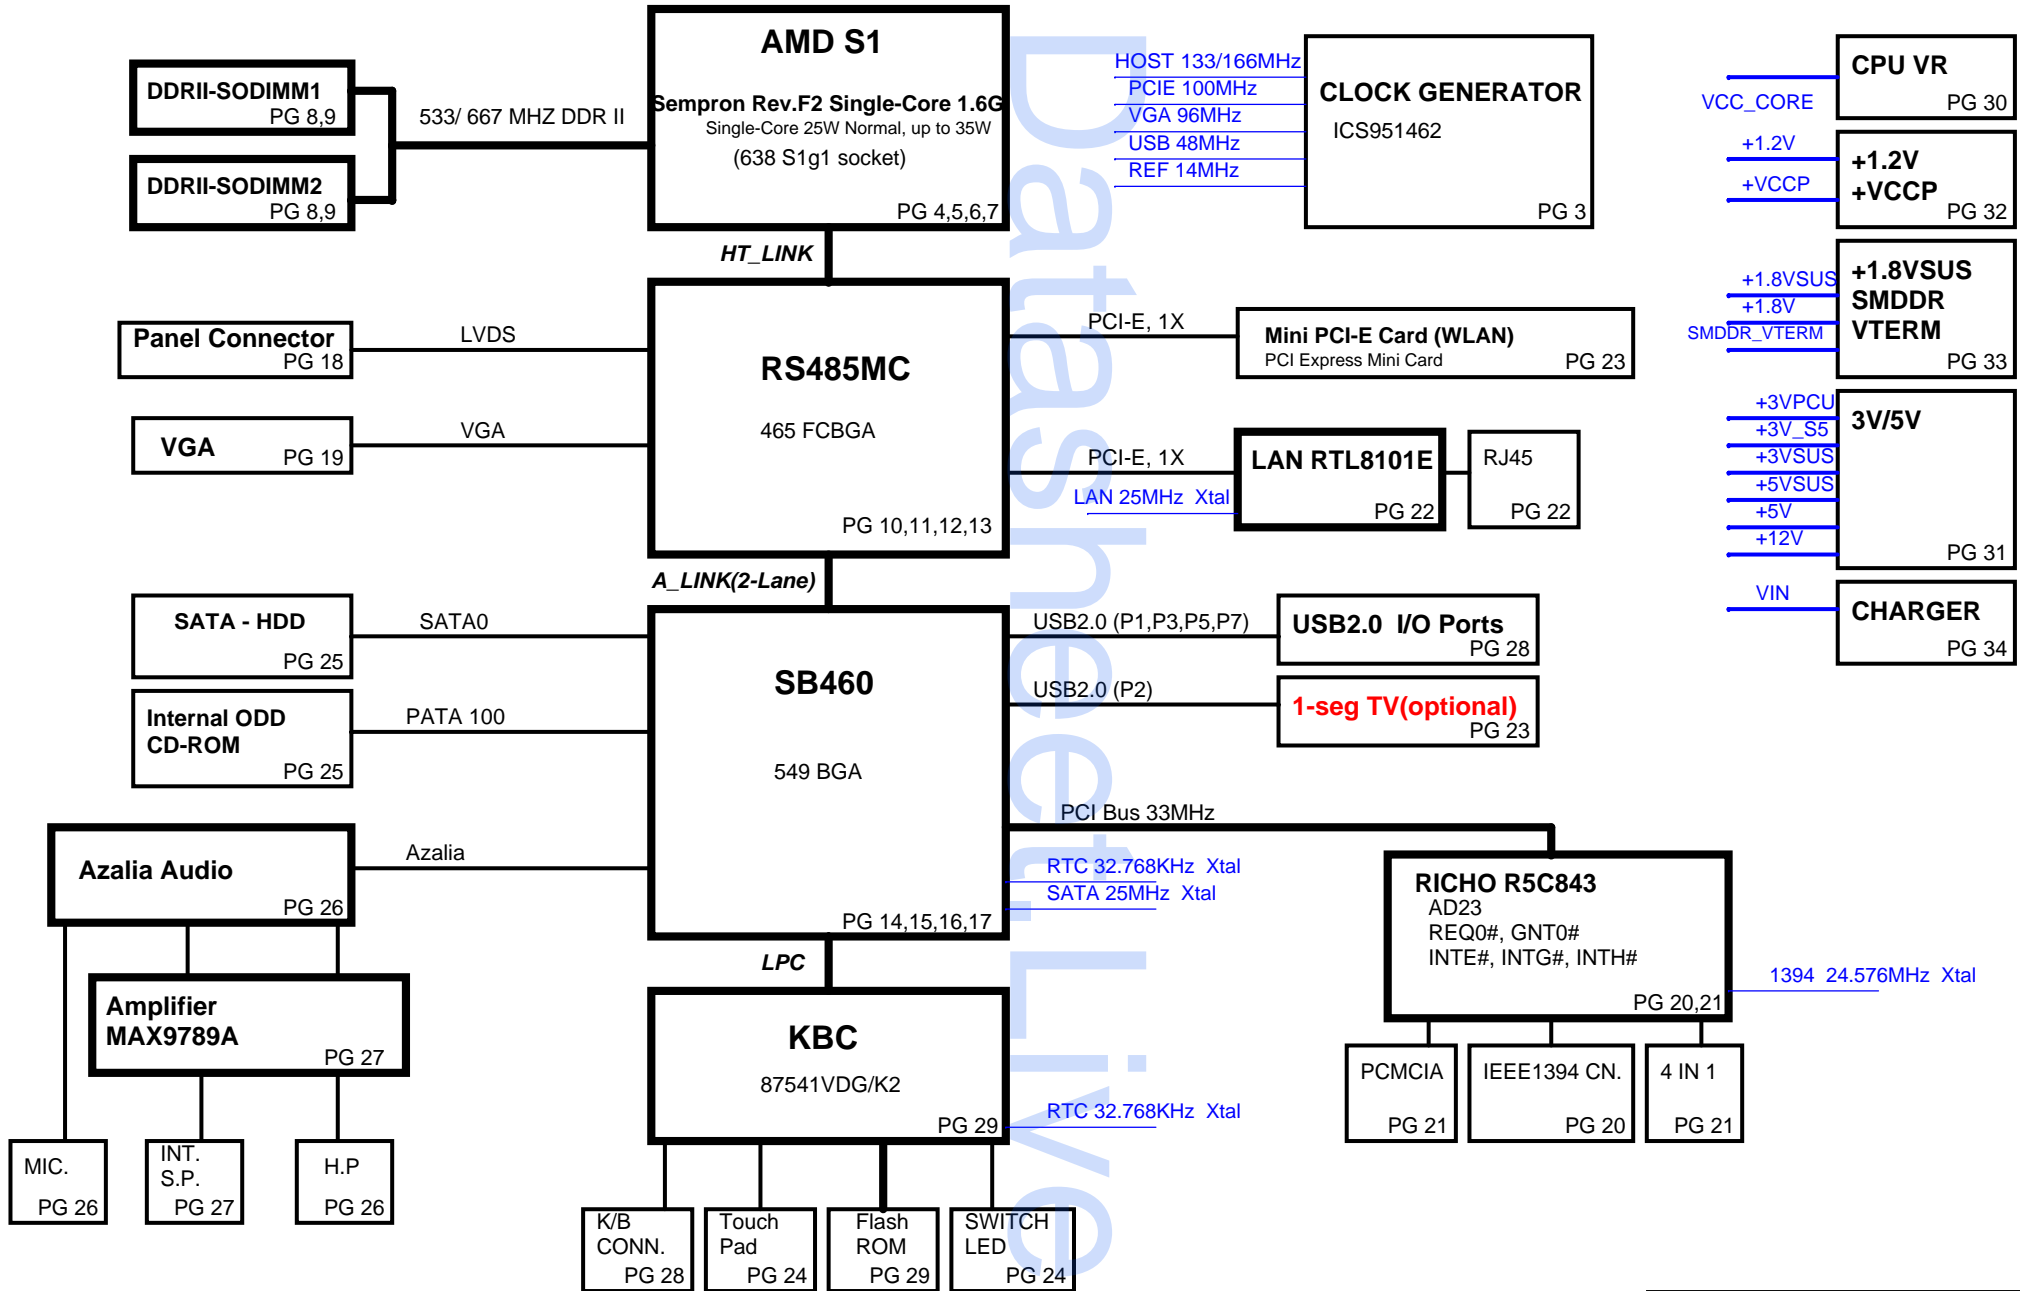 AMD S1
Sempron Rev.F2 Single-Core 1.6G
Single-Core 25W Normal, up to 35W
(638 S1g1 socket)
PG 4,5,6,7
DDRII-SODIMM1
PG 8,9
DDRII-SODIMM2
PG 8,9
533/ 667 MHZ DDR II
HOST 133/166MHz
PCIE 100MHz
VGA 96MHz
USB 48MHz
REF 14MHz
CLOCK GENERATOR
ICS951462
PG 3
CPU VR
PG 30
VCC_CORE
+1.2V
+VCCP
+1.2V
+VCCP
PG 32
+1.8VSUS
+1.8V
SMDDR_VTERM
+1.8VSUS
SMDDR
VTERM
PG 33
+3VPCU
+3V_S5
+3VSUS
+5VSUS
+5V
+12V
3V/5V
PG 31
VIN
CHARGER
PG 34
HT_LINK
Panel Connector
PG 18
LVDS
VGA
PG 19
VGA
RS485MC
465 FCBGA
PG 10,11,12,13
PCI-E, 1X
Mini PCI-E Card (WLAN)
PCI Express Mini Card
PG 23
PCI-E, 1X
LAN 25MHz Xtal
LAN RTL8101E
PG 22
RJ45
PG 22
A_LINK(2-Lane)
SATA - HDD
PG 25
SATA0
Internal ODD
CD-ROM
PG 25
PATA 100
Azalia Audio
PG 26
Azalia
SB460
549 BGA
PG 14,15,16,17
USB2.0 (P1,P3,P5,P7)
USB2.0 I/O Ports
PG 28
USB2.0 (P2)
1-seg TV(optional)
PG 23
PCI Bus 33MHz
RTC 32.768KHz Xtal
SATA 25MHz Xtal
RICHO R5C843
AD23
REQ0#, GNT0#
INTE#, INTG#, INTH#
PG 20,21
1394 24.576MHz Xtal
PCMCIA
PG 21
IEEE1394 CN.
PG 20
4 IN 1
PG 21
LPC
Amplifier
MAX9789A
PG 27
MIC.
PG 26
INT.
S.P.
PG 27
H.P
PG 26
KBC
87541VDG/K2
PG 29
RTC 32.768KHz Xtal
K/B
CONN.
PG 28
Touch
Pad
PG 24
Flash
ROM
PG 29
SWITCH
LED
PG 24
Datasheet.Live